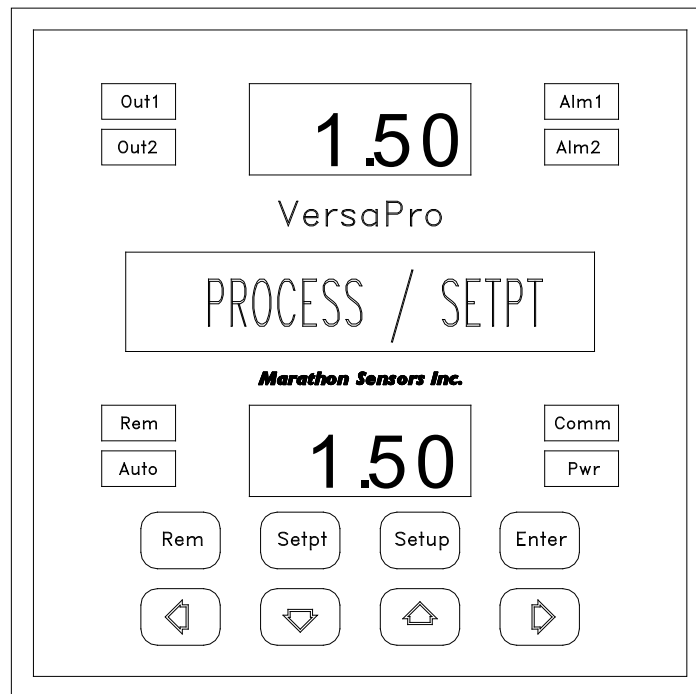 Out1 1.50 Alm1
Out2 Alm2
VersaPro
PROCESS / SETPT
Marathon Sensors Inc.
Rem 1.50 Comm
Auto Pwr
Rem Setpt Setup Enter